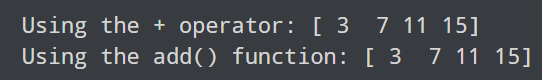 Using the + operator: [ 3  7 11 15]
Using the add() function: [ 3  7 11 15]